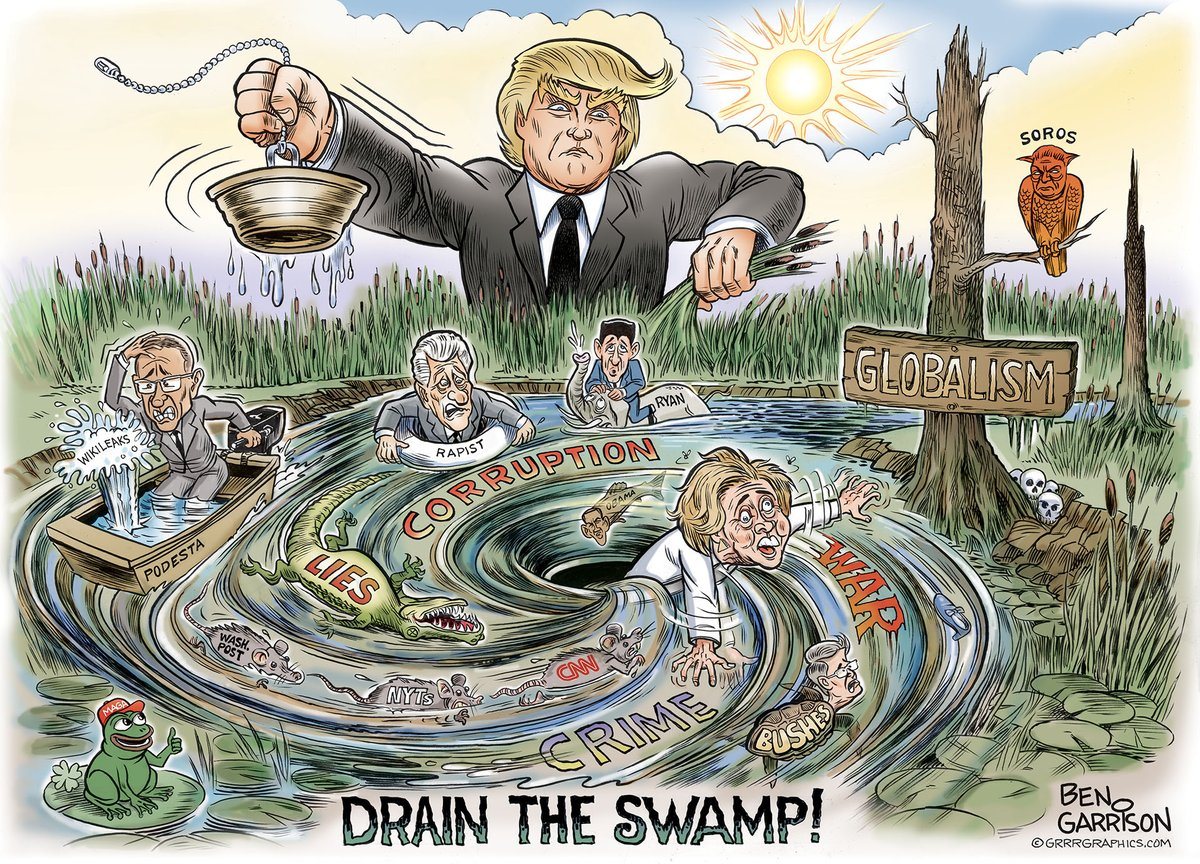 SOROS
GLOBALISM
WIKILEAKS
PODESTA
RAPIST
RYAN
CORRUPTION
OBAMA
LIES
WAR
WASH.
POST
NYTs
CNN
CRIME
BUSHES
MAGA
DRAIN THE SWAMP!
BEN
GARRISON
© GRRRGRAPHICS.COM